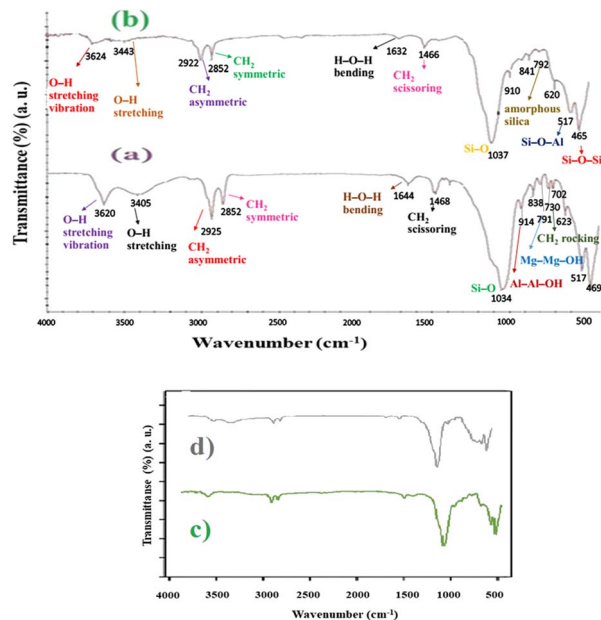 (b)
3624
3443
2922
2852
CH2
symmetric
CH2
asymmetric
O–H
stretching
vibration
O–H
stretching
H–O–H
bending
1632
1466
CH2
scissoring
910
841
792
amorphous
silica
620
517
465
Si–O–Al
Si–O–Si
Si–O
1037
(a)
3620
3405
2925
2852
O–H
stretching
vibration
O–H
stretching
CH2
symmetric
CH2
asymmetric
H–O–H
bending
1644
1468
CH2
scissoring
914
838
791
730
702
623
CH2 rocking
Mg–Mg–OH
Al–Al–OH
Si–O
1034
517
469
Transmittance (%) (a. u.)
4000 3500 3000 2500 2000 1500 1000 500
Wavenumber (cm-1)
d)
c)
Transmittanse (%) (a. u.)
4000 3500 3000 2500 2000 1500 1000 500
Wavenumber (cm-1)